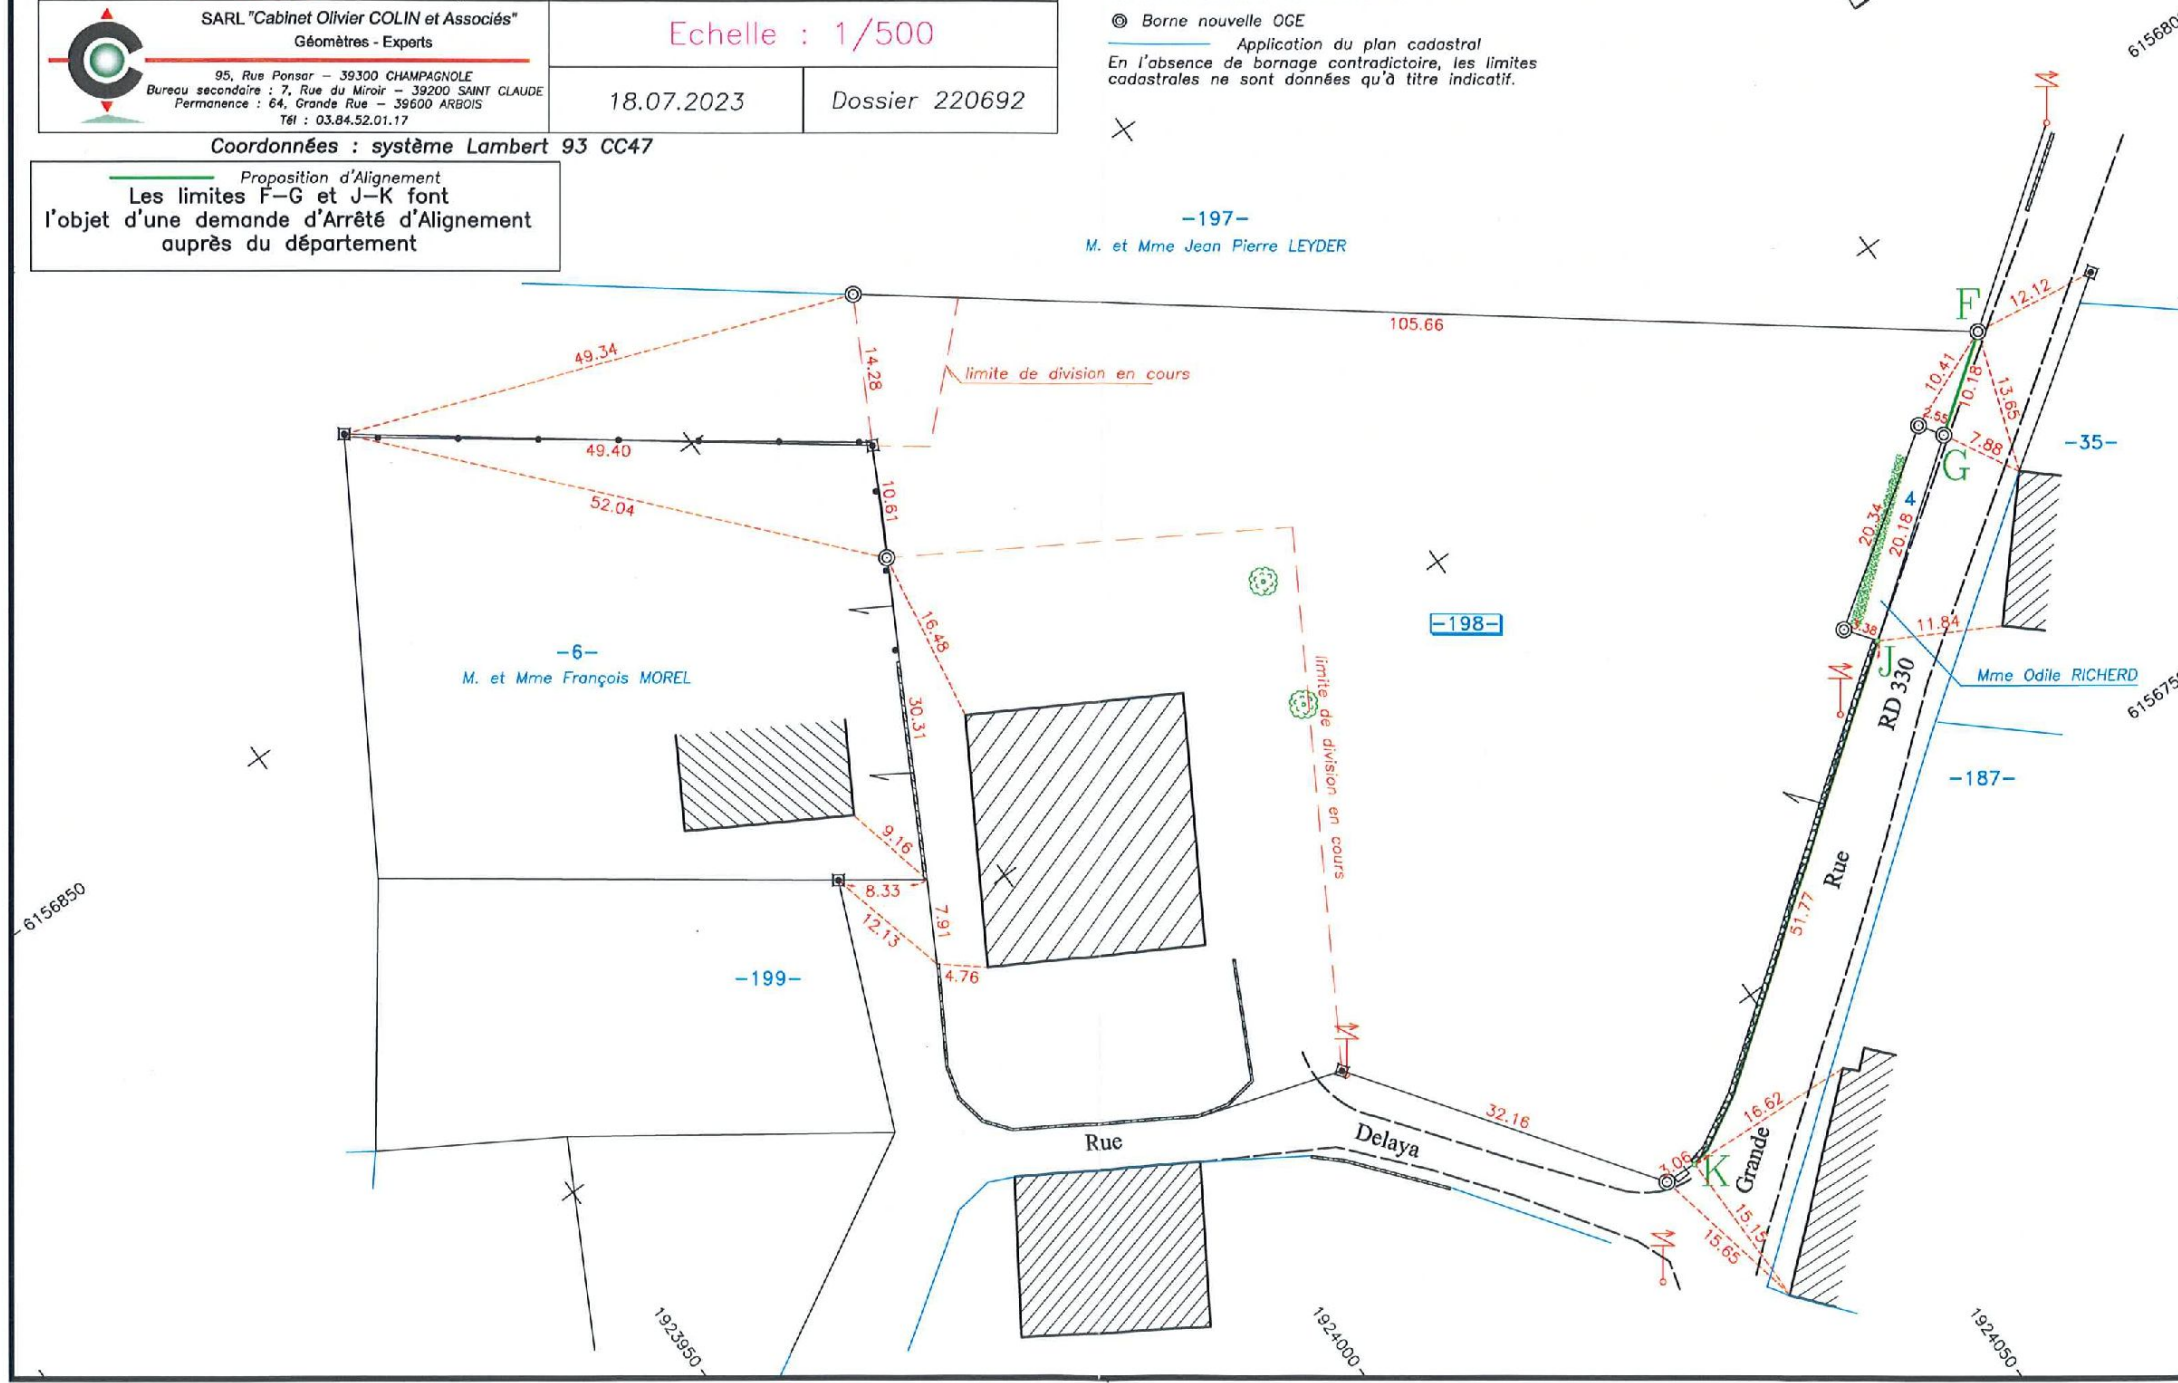 SARL "Cabinet Olivier COLIN et Associés"
Géomètres - Experts
95, Rue Ponsar – 39300 CHAMPAGNOLE
Bureau secondaire : 7, Rue du Miroir – 39200 SAINT CLAUDE
Permanence : 64, Grande Rue – 39600 ARBOIS
Tél : 03.84.52.01.17
Echelle : 1/500
18.07.2023
Dossier 220692
Borne nouvelle OGE
Application du plan cadastral
En l'absence de bornage contradictoire, les limites
cadastrales ne sont données qu'à titre indicatif.
Coordonnées : système Lambert 93 CC47
Proposition d'Alignement
Les limites F–G et J–K font
l'objet d'une demande d'Arrêté d'Alignement
auprès du département
-197-
M. et Mme Jean Pierre LEYDER
F
12.12
105.66
49.34
14.28
limite de division en cours
10.41
10.18
13.65
2.55
7.88
-35-
G
49.40
52.04
10.61
4
20.34
20.18
16.48
-198-
3.38
11.84
J
RD 330
Mme Odile RICHERD
-6-
M. et Mme François MOREL
30.31
limite de division en cours
-187-
9.16
8.33
12.13
7.91
4.76
Rue
51.77
6156850
-199-
32.16
16.62
Rue
Delaya
3.06
K
Grande
15.15
15.65
1923950
1924000
1924050